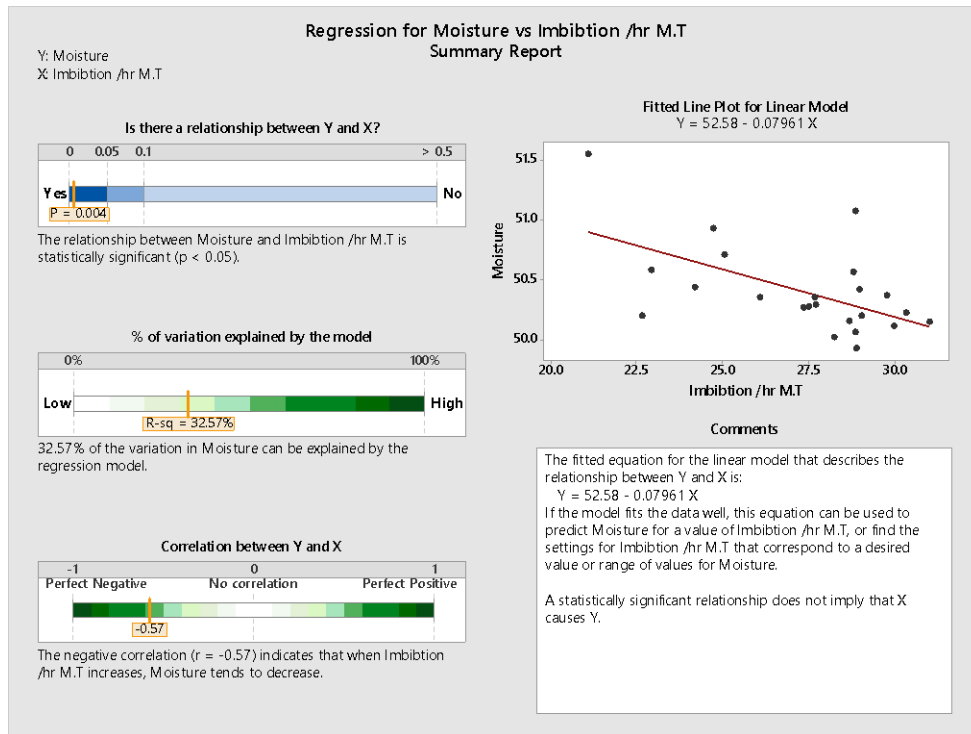 Regression for Moisture vs Imbibtion /hr M.T
Summary Report
Y: Moisture
X: Imbibtion /hr M.T
Is there a relationship between Y and X?
0 0.05 0.1 > 0.5
Yes No
P = 0.004
The relationship between Moisture and Imbibtion /hr M.T is
statistically significant (p < 0.05).
% of variation explained by the model
0% 100%
Low High
R-sq = 32.57%
32.57% of the variation in Moisture can be explained by the
regression model.
Correlation between Y and X
-1 0 1
Perfect Negative No correlation Perfect Positive
-0.57
The negative correlation (r = -0.57) indicates that when Imbibtion
/hr M.T increases, Moisture tends to decrease.
Fitted Line Plot for Linear Model
Y = 52.58 - 0.07961 X
51.5
51.0
50.5
50.0
Moisture
20.0 22.5 25.0 27.5 30.0
Imbibtion /hr M.T
Comments
The fitted equation for the linear model that describes the
relationship between Y and X is:
Y = 52.58 - 0.07961 X
If the model fits the data well, this equation can be used to
predict Moisture for a value of Imbibtion /hr M.T, or find the
settings for Imbibtion /hr M.T that correspond to a desired
value or range of values for Moisture.
A statistically significant relationship does not imply that X
causes Y.